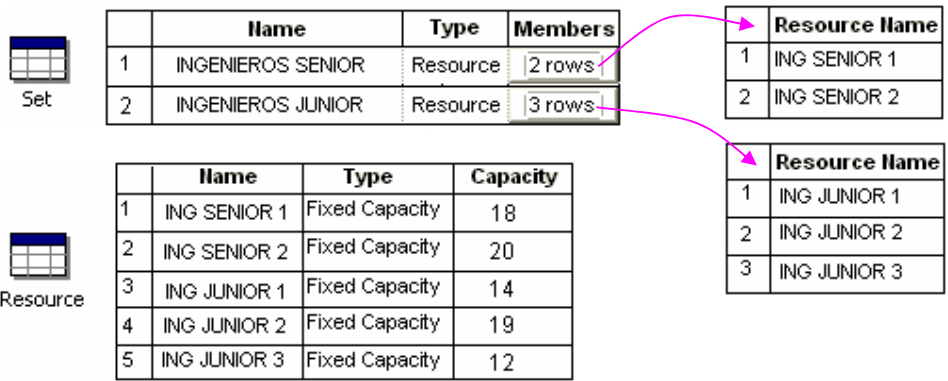 Set
Name Type Members
1 INGENIEROS SENIOR Resource 2 rows
2 INGENIEROS JUNIOR Resource 3 rows
Resource Name
1 ING SENIOR 1
2 ING SENIOR 2
Resource Name
1 ING JUNIOR 1
2 ING JUNIOR 2
3 ING JUNIOR 3
Resource
Name Type Capacity
1 ING SENIOR 1 Fixed Capacity 18
2 ING SENIOR 2 Fixed Capacity 20
3 ING JUNIOR 1 Fixed Capacity 14
4 ING JUNIOR 2 Fixed Capacity 19
5 ING JUNIOR 3 Fixed Capacity 12